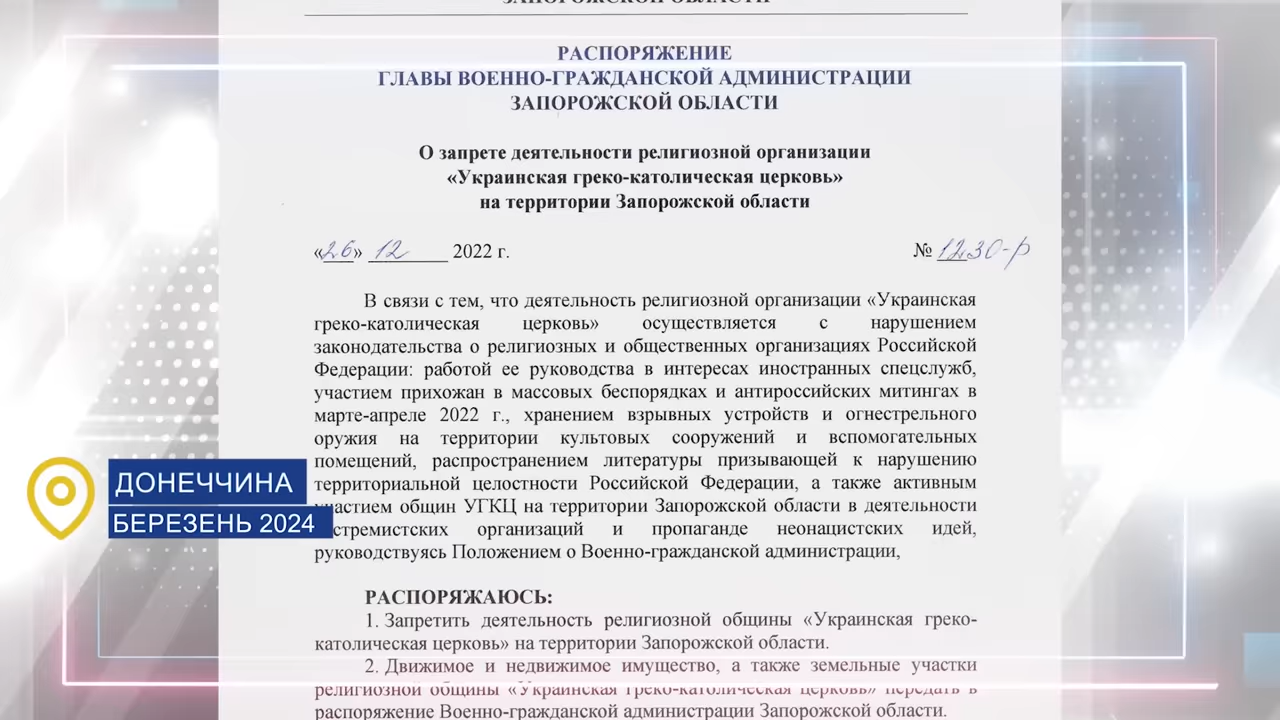 ЗАПОРОЖСКОЙ ОБЛАСТИ
РАСПОРЯЖЕНИЕ
ГЛАВЫ ВОЕННО-ГРАЖДАНСКОЙ АДМИНИСТРАЦИИ
ЗАПОРОЖСКОЙ ОБЛАСТИ
О запрете деятельности религиозной организации
«Украинская греко-католическая церковь»
на территории Запорожской области
«26» 12 2022 г. № 1230-р
В связи с тем, что деятельность религиозной организации «Украинская
греко-католическая церковь» осуществляется с нарушением
законодательства о религиозных и общественных организациях Российской
Федерации: работой ее руководства в интересах иностранных спецслужб,
участием прихожан в массовых беспорядках и антироссийских митингах в
марте-апреле 2022 г., хранением взрывных устройств и огнестрельного
оружия на территории культовых сооружений и вспомогательных
помещений, распространением литературы призывающей к нарушению
территориальной целостности Российской Федерации, а также активным
участием общин УГКЦ на территории Запорожской области в деятельности
стремистских организаций и пропаганде неонацистских идей,
руководствуясь Положением о Военно-гражданской администрации,
РАСПОРЯЖАЮСЬ:
1. Запретить деятельность религиозной общины «Украинская греко-
католическая церковь» на территории Запорожской области.
2. Движимое и недвижимое имущество, а также земельные участки
религиозной общины «Украинская греко-католическая церковь» передать в
распоряжение Военно-гражданской администрации Запорожской области.
ДОНЕЧЧИНА
БЕРЕЗЕНЬ 2024